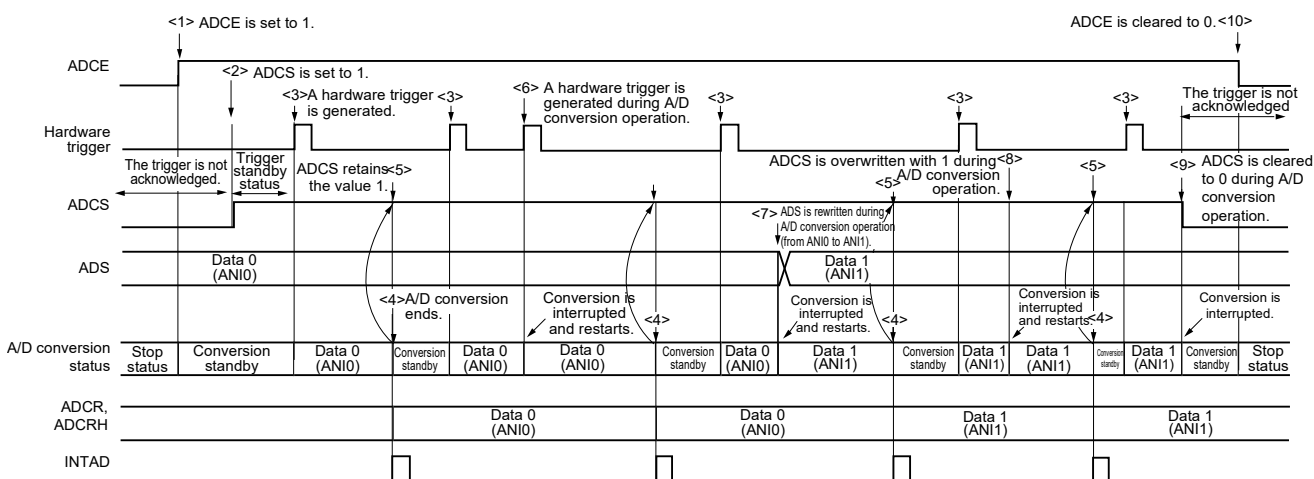 <1> ADCE is set to 1.
ADCE is cleared to 0.<10>
ADCE
<2> ADCS is set to 1.
<3>A hardware trigger
is generated.
<3>
<6> A hardware trigger is
generated during A/D
conversion operation.
<3>
<3>
<3>
The trigger is not
acknowledged
Hardware
trigger
The trigger is not
acknowledged.
Trigger
standby
status
ADCS retains
the value 1.
<5>
ADCS is overwritten with 1 during
A/D conversion
operation.
<8>
<5>
<5>
<9> ADCS is cleared
to 0 during A/D
conversion
operation.
ADCS
<7> ADS is rewritten during
A/D conversion operation
(from ANI0 to ANI1).
ADS
Data 0
(ANI0)
Data 1
(ANI1)
<4>A/D conversion
ends.
Conversion is
interrupted
and restarts.
<4>
Conversion is
interrupted
and restarts.
<4>
Conversion is
interrupted
and restarts.
<4>
Conversion is
interrupted.
A/D conversion
status
Stop
status
Conversion
standby
Data 0
(ANI0)
Conversion
standby
Data 0
(ANI0)
Data 0
(ANI0)
Conversion
standby
Data 0
(ANI0)
Data 1
(ANI1)
Conversion
standby
Data 1
(ANI1)
Data 1
(ANI1)
Conversion
standby
Data 1
(ANI1)
Conversion
standby
Stop
status
ADCR,
ADCRH
Data 0
(ANI0)
Data 0
(ANI0)
Data 1
(ANI1)
Data 1
(ANI1)
INTAD